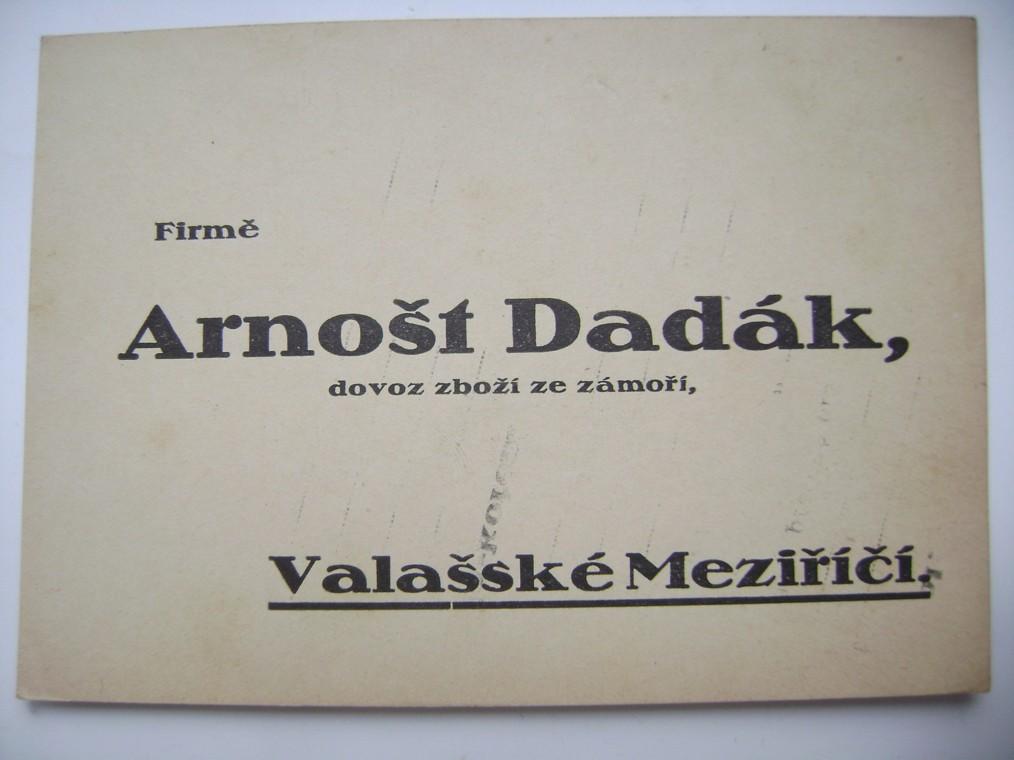 Firmě
Arnošt Dadák,
dovoz zboží ze zámoří,
Valašské Meziříčí.